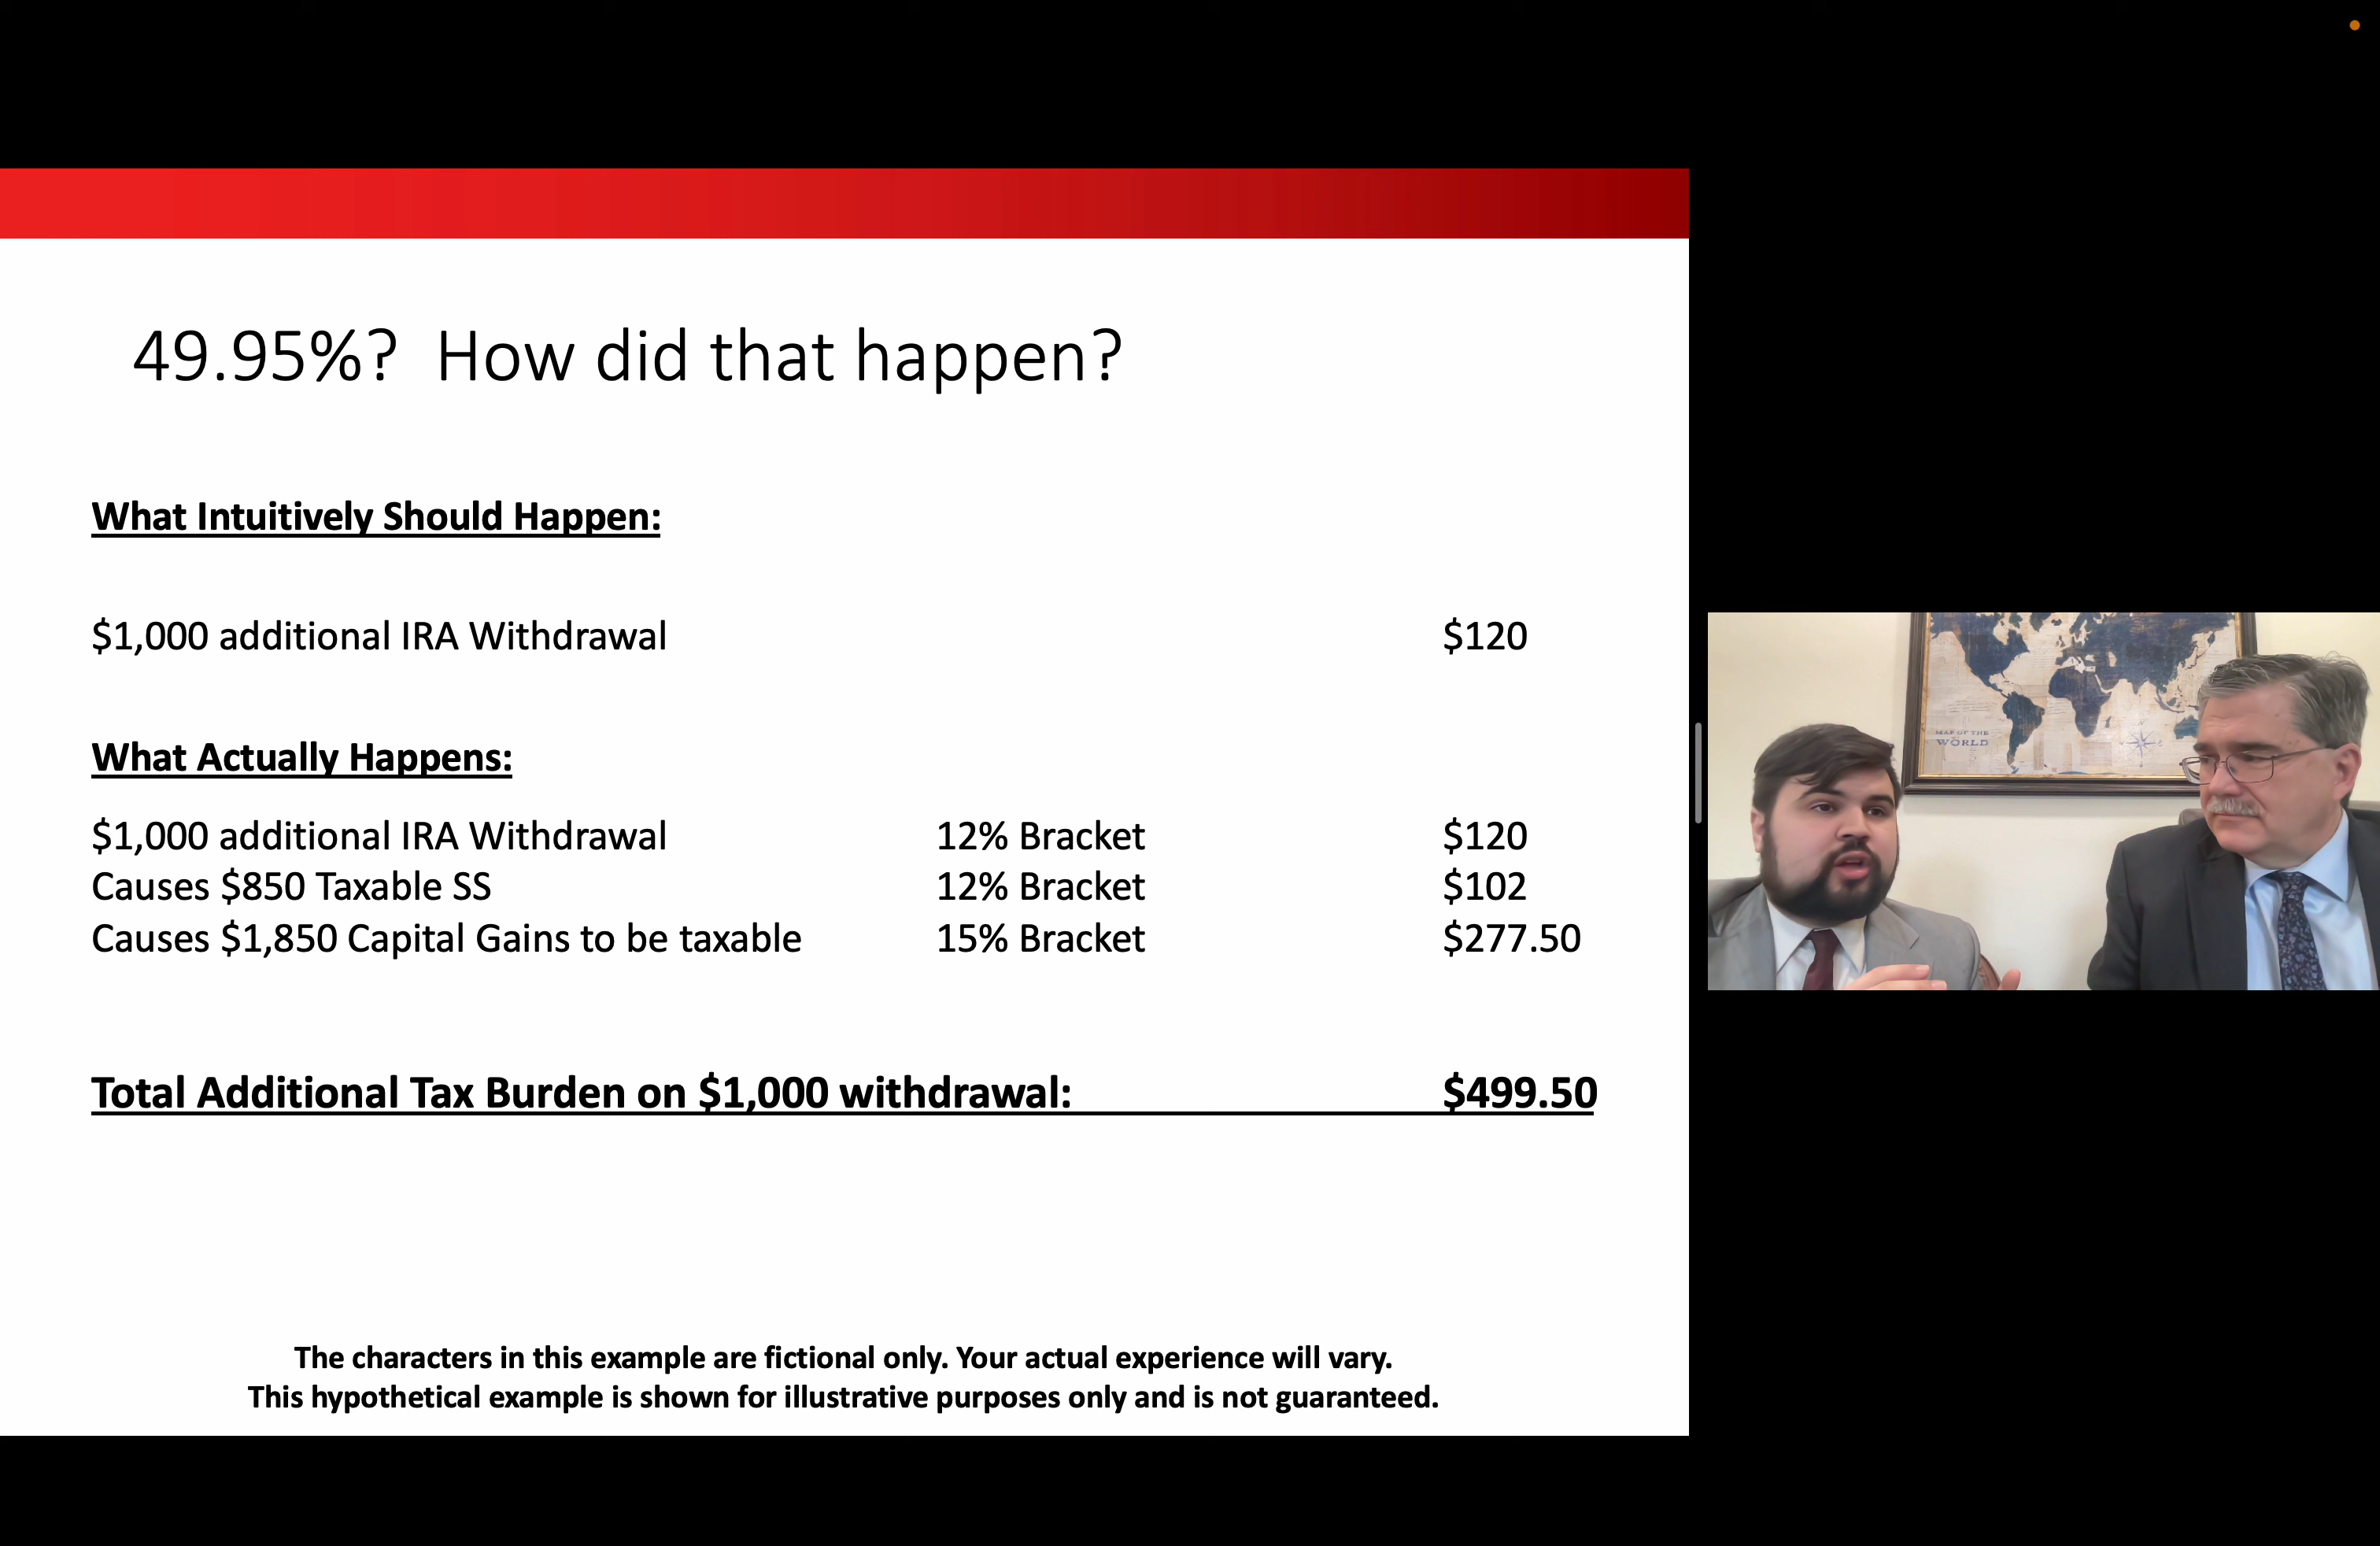 49.95%? How did that happen?
What Intuitively Should Happen:
$1,000 additional IRA Withdrawal $120
What Actually Happens:
$1,000 additional IRA Withdrawal 12% Bracket $120
Causes $850 Taxable SS 12% Bracket $102
Causes $1,850 Capital Gains to be taxable 15% Bracket $277.50
Total Additional Tax Burden on $1,000 withdrawal: $499.50
The characters in this example are fictional only. Your actual experience will vary.
This hypothetical example is shown for illustrative purposes only and is not guaranteed.
MAP OF THE
WORLD